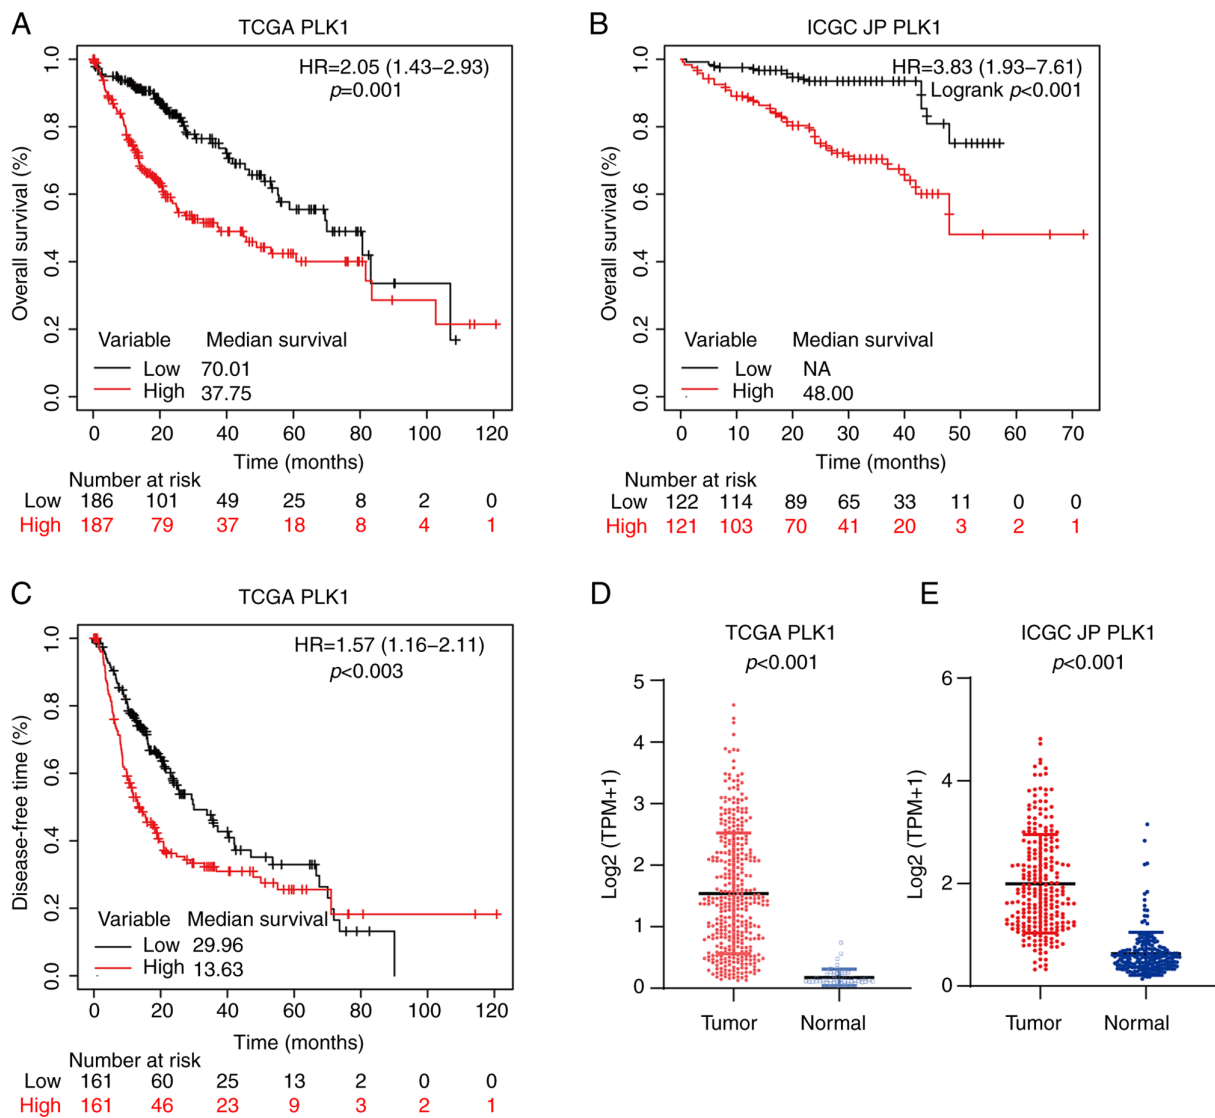 A
TCGA PLK1
HR=2.05 (1.43–2.93)
p=0.001
Overall survival (%)
1.0
0.8
0.6
0.4
0.2
0.0
Variable Median survival
Low 70.01
High 37.75
0 20 40 60 80 100 120
Time (months)
Number at risk
Low 186 101 49 25 8 2 0
High 187 79 37 18 8 4 1
B
ICGC JP PLK1
HR=3.83 (1.93–7.61)
Logrank p<0.001
Overall survival (%)
1.0
0.8
0.6
0.4
0.2
0.0
Variable Median survival
Low NA
High 48.00
0 10 20 30 40 50 60 70
Time (months)
Number at risk
Low 122 114 89 65 33 11 0 0
High 121 103 70 41 20 3 2 1
C
TCGA PLK1
HR=1.57 (1.16–2.11)
p<0.003
Disease-free time (%)
1.0
0.8
0.6
0.4
0.2
0.0
Variable Median survival
Low 29.96
High 13.63
0 20 40 60 80 100 120
Time (months)
Number at risk
Low 161 60 25 13 2 0 0
High 161 46 23 9 3 2 1
D
TCGA PLK1
p<0.001
Log2 (TPM+1)
5
4
3
2
1
0
Tumor Normal
E
ICGC JP PLK1
p<0.001
Log2 (TPM+1)
6
4
2
0
Tumor Normal